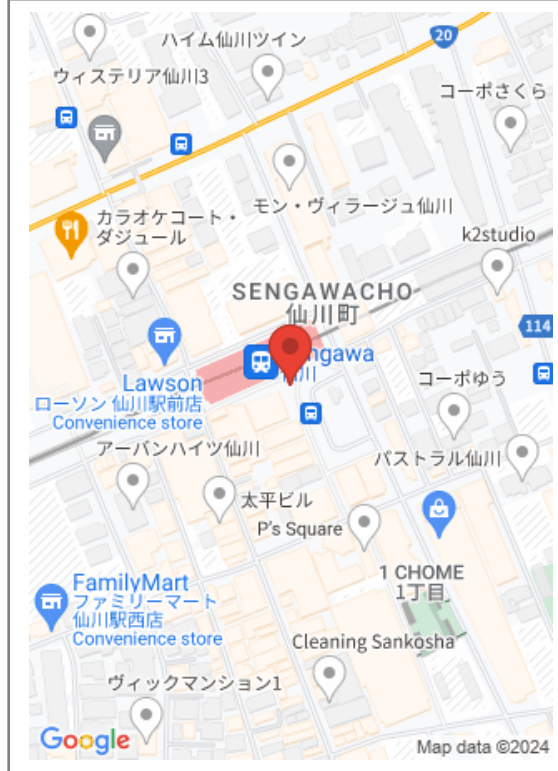 20
ハイム仙川ツイン
ウィステリア仙川3
コーポさくら
カラオケコート・
ダジュール
モン・ヴィラージュ仙川
k2studio
SENGAWACHO
仙川町
114
ngawa
仙川
Lawson
ローソン 仙川駅前店
Convenience store
コーポゆう
アーバンハイツ仙川
パストラル仙川
太平ビル
P's Square
1 CHOME
1丁目
FamilyMart
ファミリーマート
仙川駅西店
Convenience store
Cleaning Sankosha
ヴィックマンション1
Google
Map data ©2024